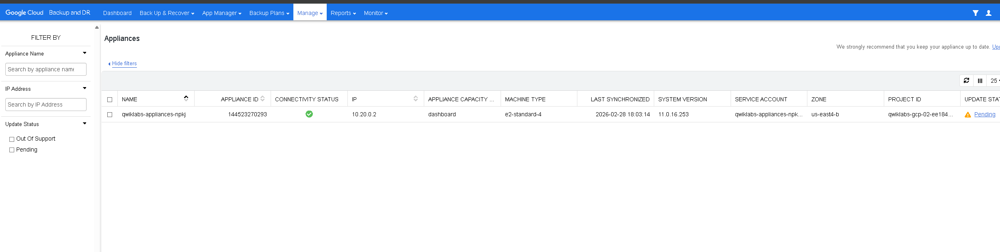 Google Cloud Backup and DR Dashboard Back Up & Recover App Manager Backup Plans Manage Reports Monitor
FILTER BY
Appliance Name
Search by appliance name
IP Address
Search by IP Address
Update Status
Out Of Support
Pending
Appliances
We strongly recommend that you keep your appliance up to date.
Hide filters
25
NAME APPLIANCE ID CONNECTIVITY STATUS IP APPLIANCE CAPACITY ... MACHINE TYPE LAST SYNCHRONIZED SYSTEM VERSION SERVICE ACCOUNT ZONE PROJECT ID UPDATE STAT
qwiklabs-appliances-npkj 144523270293 10.20.0.2 dashboard e2-standard-4 2026-02-28 18:03:14 11.0.16.253 qwiklabs-appliances-npk... us-east4-b qwiklabs-gcp-02-ee184... Pending